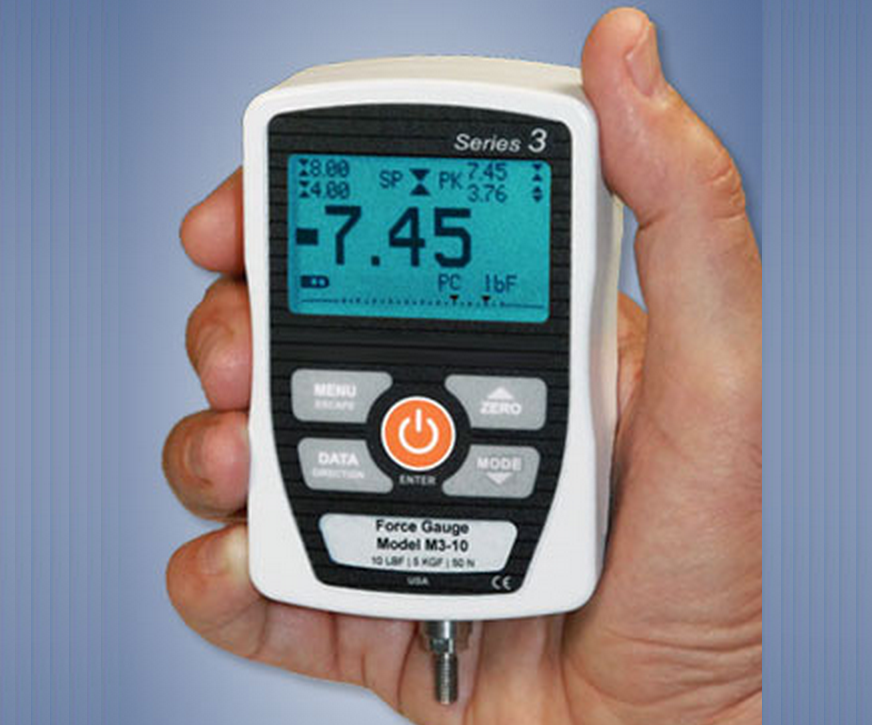 Series 3
8.00
4.00
SP PK 7.45
3.76
-7.45
PC lbF
MENU
ESCAPE
ZERO
DATA
DIRECTION
MODE
ENTER
Force Gauge
Model M3-10
10 LBF | 5 KGF | 50 N
USA
CE